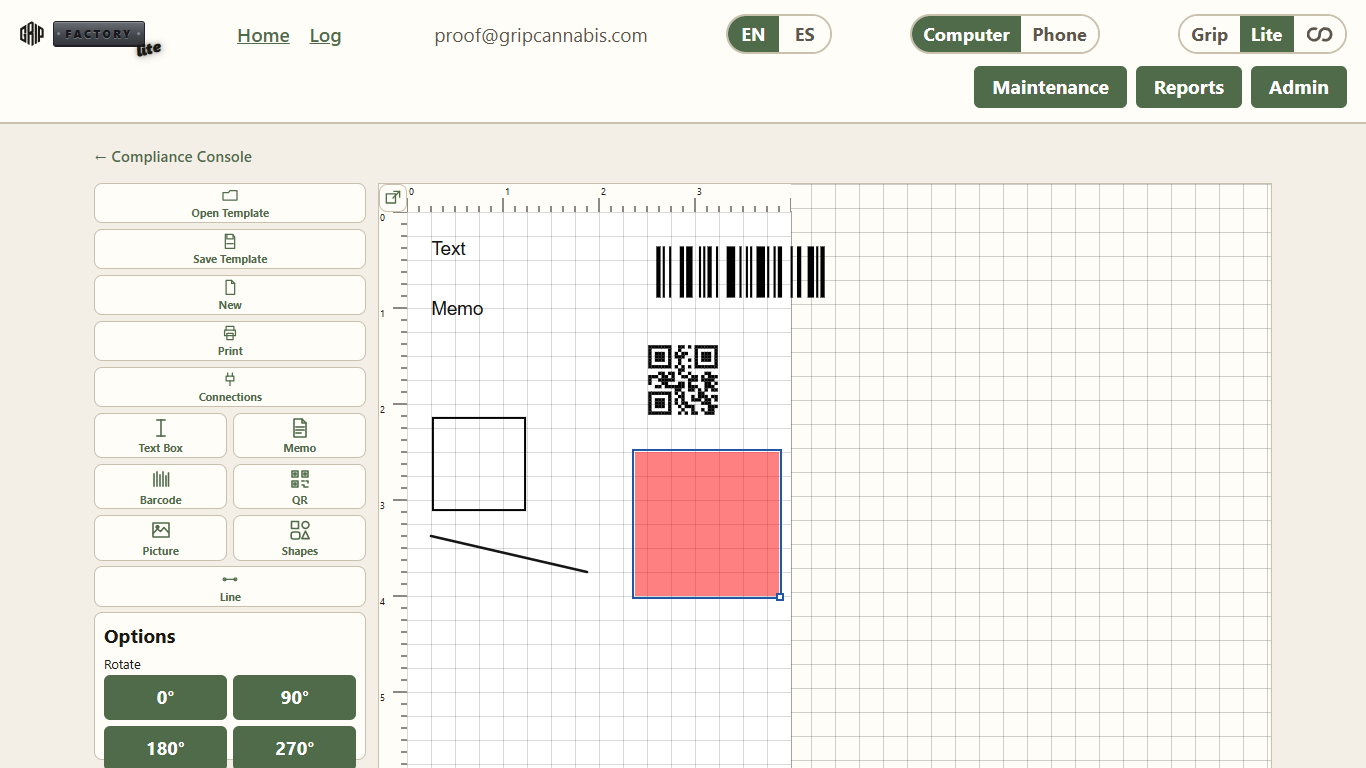 GRIP
FACTORY
lite
Home
Log
proof@gripcannabis.com
EN
ES
Computer
Phone
Grip
Lite
Maintenance
Reports
Admin
← Compliance Console
Open Template
Save Template
New
Print
Connections
Text Box
Memo
Barcode
QR
Picture
Shapes
Line
Options
Rotate
0°
90°
180°
270°
0
1
2
3
0
1
2
3
4
5
Text
Memo